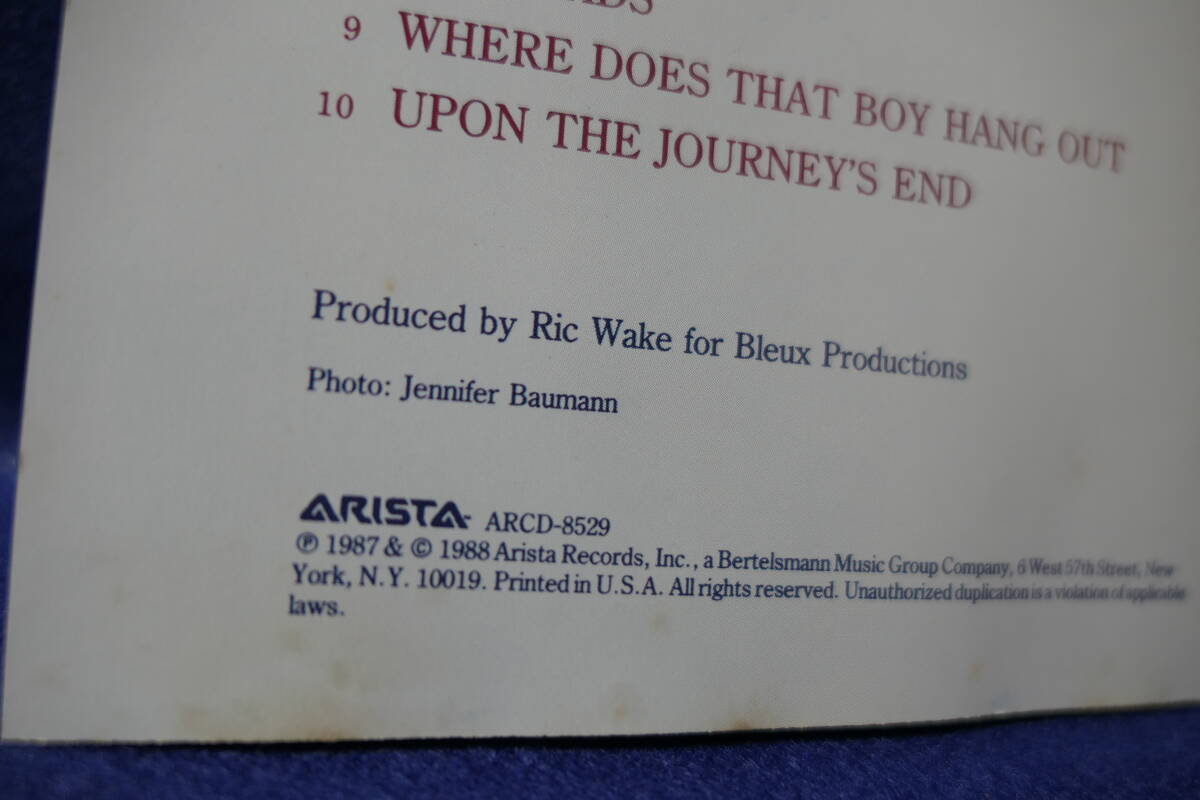 9 WHERE DOES THAT BOY HANG OUT
10 UPON THE JOURNEY'S END
Produced by Ric Wake for Bleux Productions
Photo: Jennifer Baumann
ARISTA ARCD-8529
℗ 1987 & © 1988 Arista Records, Inc., a Bertelsmann Music Group Company, 6 West 57th Street, New
York, N.Y. 10019. Printed in U.S.A. All rights reserved. Unauthorized duplication is a violation of applicable
laws.